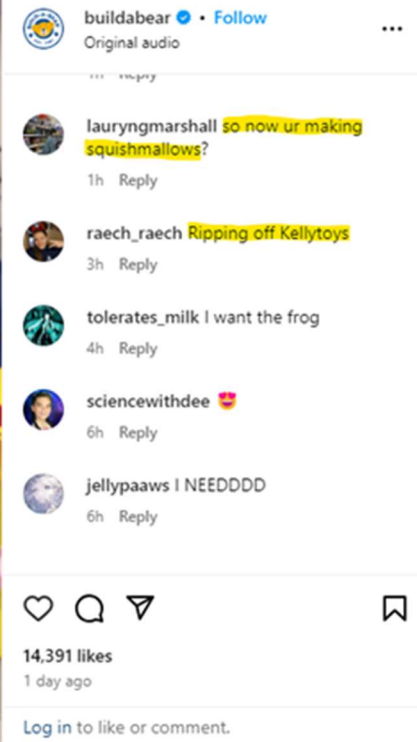 buildabear • Follow
Original audio
Reply
lauryngmarshall so now ur making
squishmallows?
1h Reply
raech_raech Ripping off Kellytoys
3h Reply
tolerates_milk I want the frog
4h Reply
sciencewithdee 😍
6h Reply
jellypaaws I NEEDDDD
6h Reply
14,391 likes
1 day ago
Log in to like or comment.